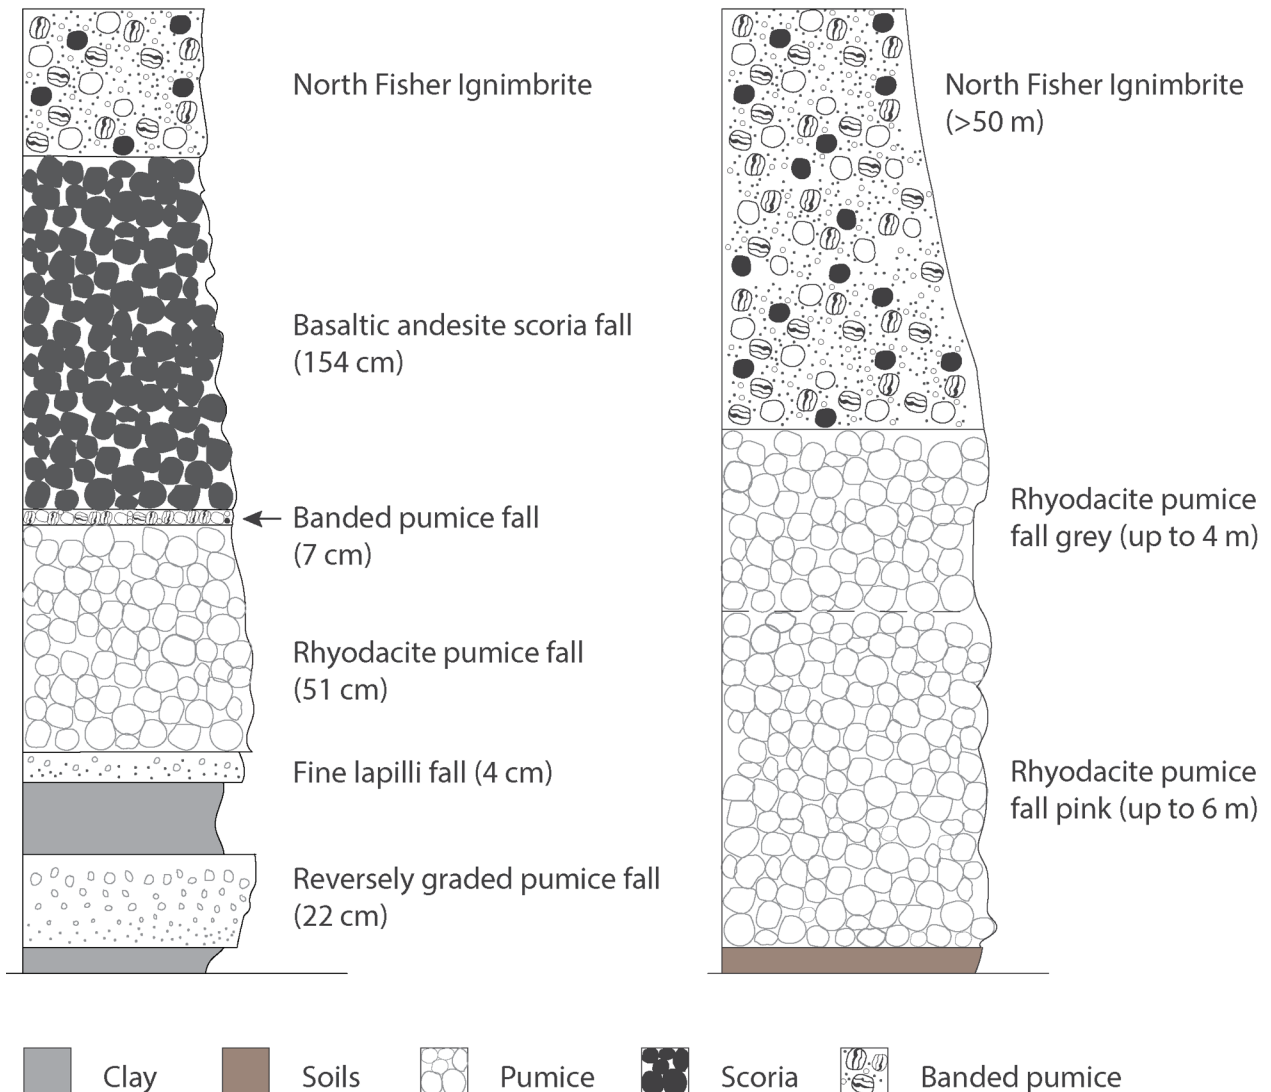 North Fisher Ignimbrite
Basaltic andesite scoria fall
(154 cm)
Banded pumice fall
(7 cm)
Rhyodacite pumice fall
(51 cm)
Fine lapilli fall (4 cm)
Reversely graded pumice fall
(22 cm)
North Fisher Ignimbrite
(>50 m)
Rhyodacite pumice
fall grey (up to 4 m)
Rhyodacite pumice
fall pink (up to 6 m)
Clay
Soils
Pumice
Scoria
Banded pumice